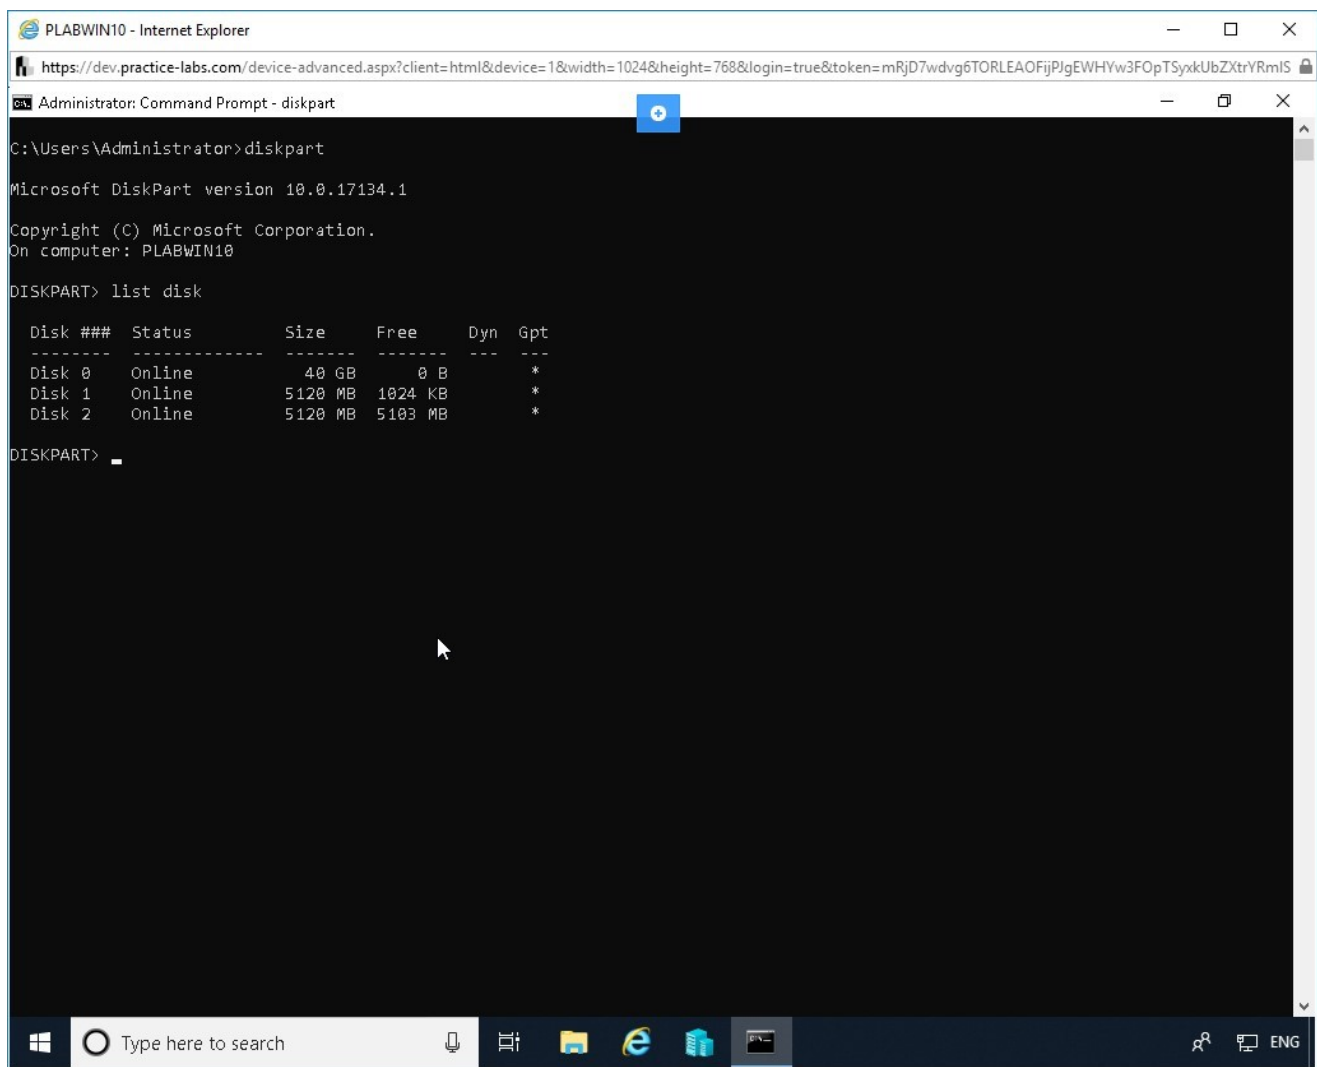 PLABWIN10 - Internet Explorer
https://dev.practice-labs.com/device-advanced.aspx?client=html&device=1&width=1024&height=768&login=true&token=mRjD7wdvg6TORLEAOFijPJgEWHYw3FOpTSyxkUbZXtrYRmIS
Administrator: Command Prompt - diskpart
C:\Users\Administrator>diskpart
Microsoft DiskPart version 10.0.17134.1
Copyright (C) Microsoft Corporation.
On computer: PLABWIN10
DISKPART> list disk
Disk ###  Status         Size     Free     Dyn  Gpt
--------  -------------  -------  -------  ---  ---
Disk 0    Online           40 GB      0 B        *
Disk 1    Online         5120 MB  1024 KB        *
Disk 2    Online         5120 MB  5103 MB        *
DISKPART> _
Type here to search
ENG